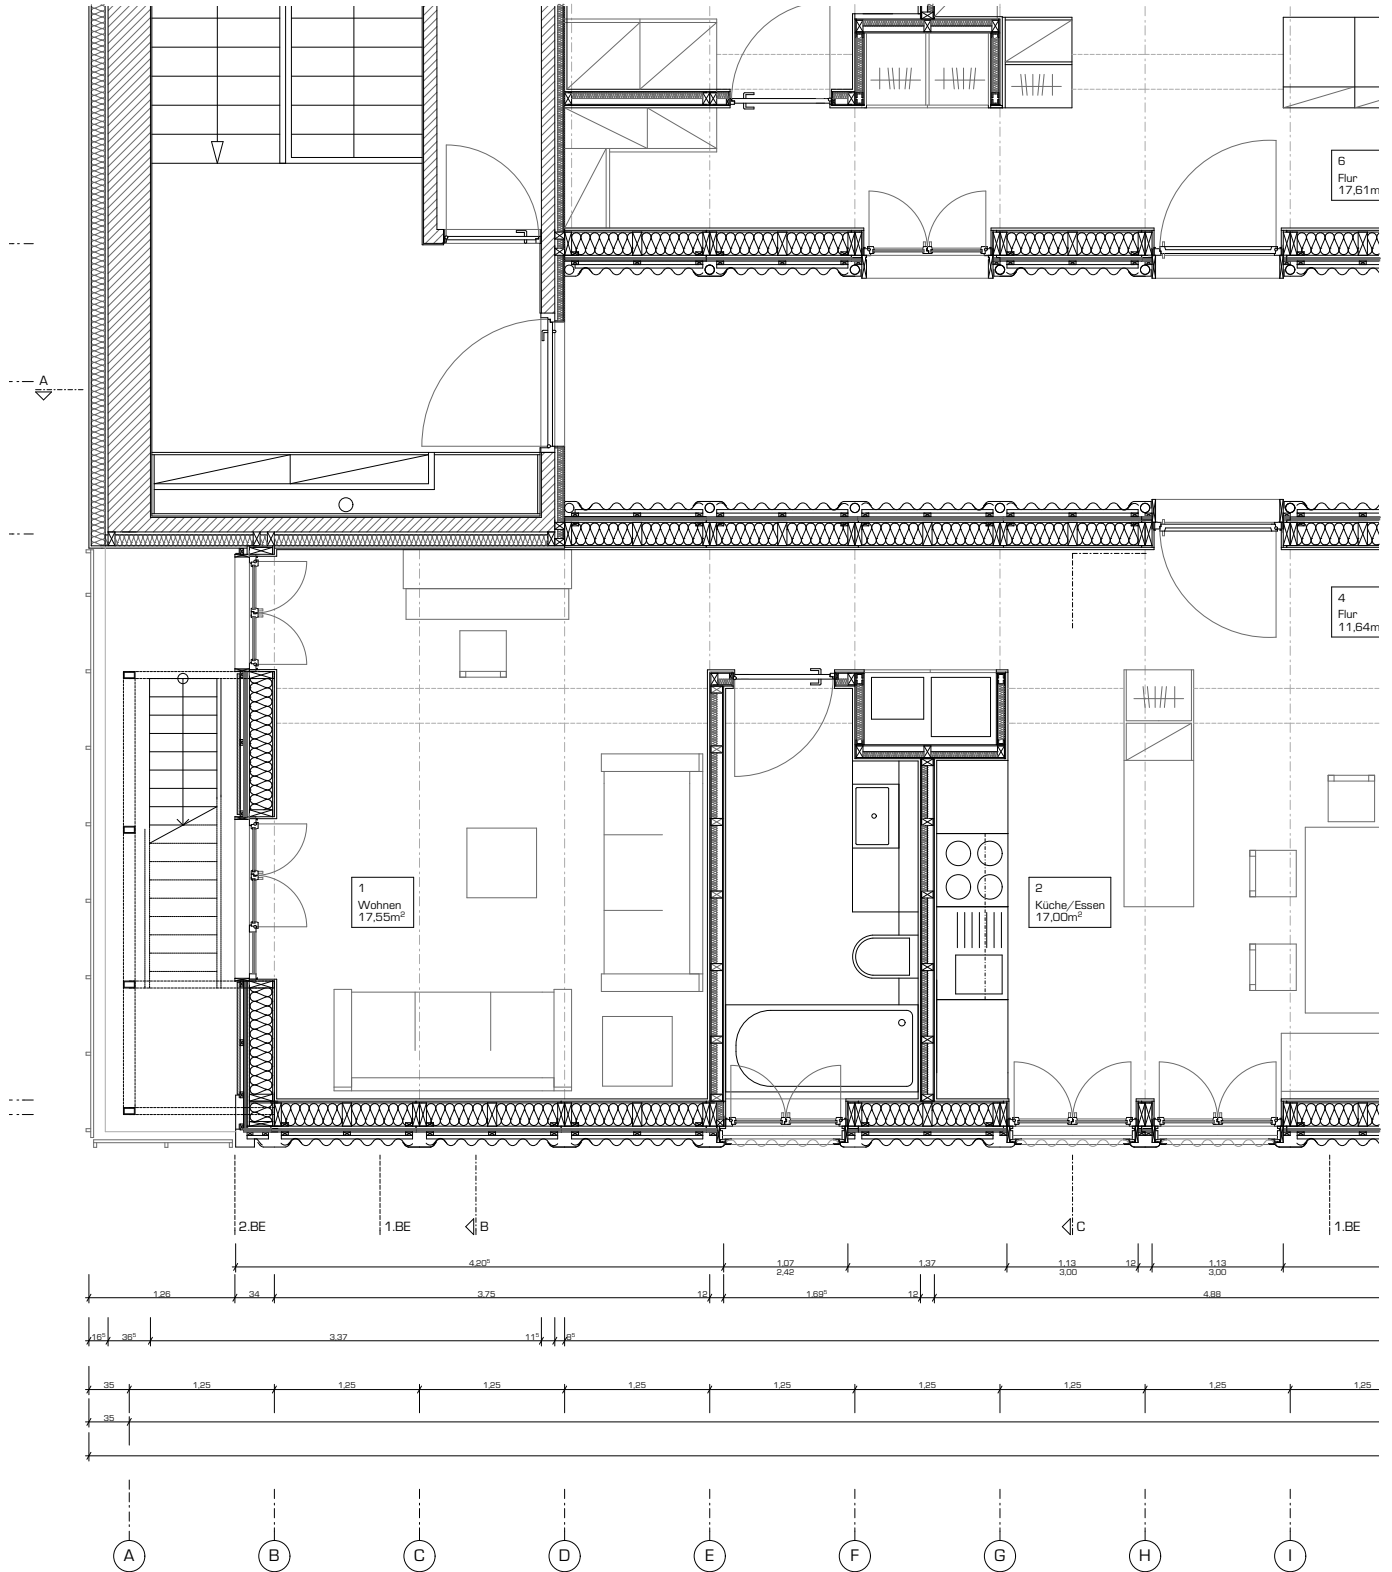 6
Flur
17,61m
A
4
Flur
11,64m
1
Wohnen
17,55m²
2
Küche/Essen
17,00m²
2.BE
1.BE
B
C
1.BE
4.20⁵
1.07
2,42
1.37
1.13
3,00
12
1.13
3,00
1.26
34
3.75
12
1.69⁵
12
4.88
16⁵
36⁵
3.37
11⁵
8⁵
35
1,25
1,25
1,25
1,25
1,25
1,25
1,25
1,25
1,25
35
A
B
C
D
E
F
G
H
I